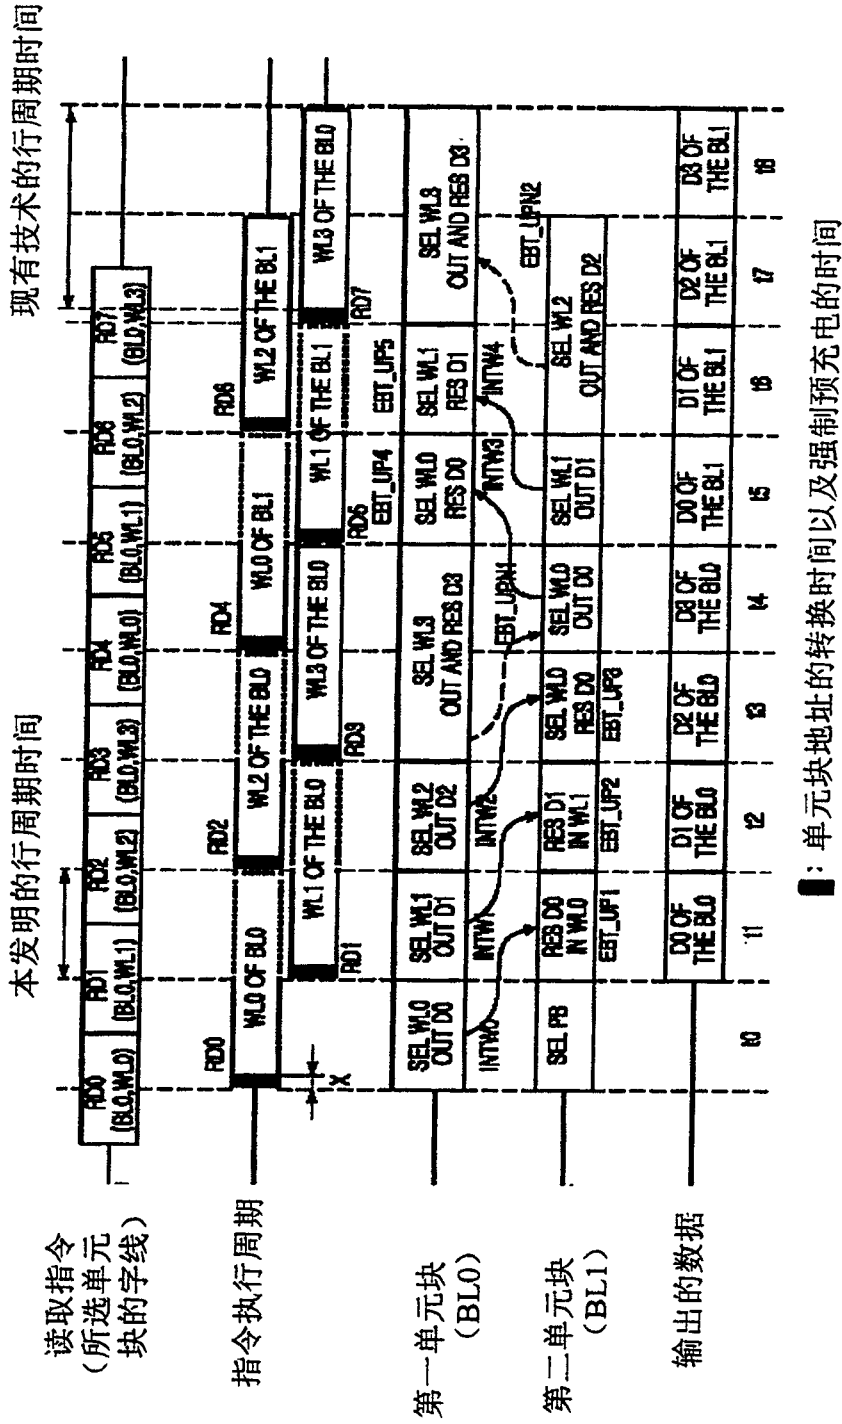 本发明的行周期时间
现有技术的行周期时间
读取指令
(所选单元
块的字线)
RD0
(BL0,WL0)
RD1
(BL0,WL1)
RD2
(BL0,WL2)
RD3
(BL0,WL3)
RD4
(BL0,WL0)
RD5
(BL0,WL1)
RD6
(BL0,WL2)
RD7
(BL0,WL3)
指令执行周期
RD0
RD2
RD4
RD6
WL0 OF BL0
WL2 OF THE BL0
WL0 OF BL1
WL2 OF THE BL1
WL1 OF THE BL0
WL3 OF THE BL0
WL1 OF THE BL1
WL3 OF THE BL0
X
RD1
RD3
RD5
RD7
EBT_UP4
EBT_UP5
第一单元块
(BL0)
SEL WL0
OUT D0
SEL WL1
OUT D1
SEL WL2
OUT D2
SEL WL3
OUT AND RES D3
SEL WL0
RES D0
SEL WL1
RES D1
SEL WL3
OUT AND RES D3
INTW0
INTW1
INTW2
EBT_UPN1
INTW3
INTW4
EBT_UPN2
第二单元块
(BL1)
SEL PB
RES D0
IN WL0
RES D1
IN WL1
SEL WL0
RES D0
SEL WL0
OUT D0
SEL WL1
OUT D1
SEL WL2
OUT AND RES D2
EBT_UP1
EBT_UP2
EBT_UP3
输出的数据
D0 OF
THE BL0
D1 OF
THE BL0
D2 OF
THE BL0
D3 OF
THE BL0
D0 OF
THE BL1
D1 OF
THE BL1
D2 OF
THE BL1
D3 OF
THE BL1
t0
t1
t2
t3
t4
t5
t6
t7
t8
: 单元块地址的转换时间以及强制预充电的时间